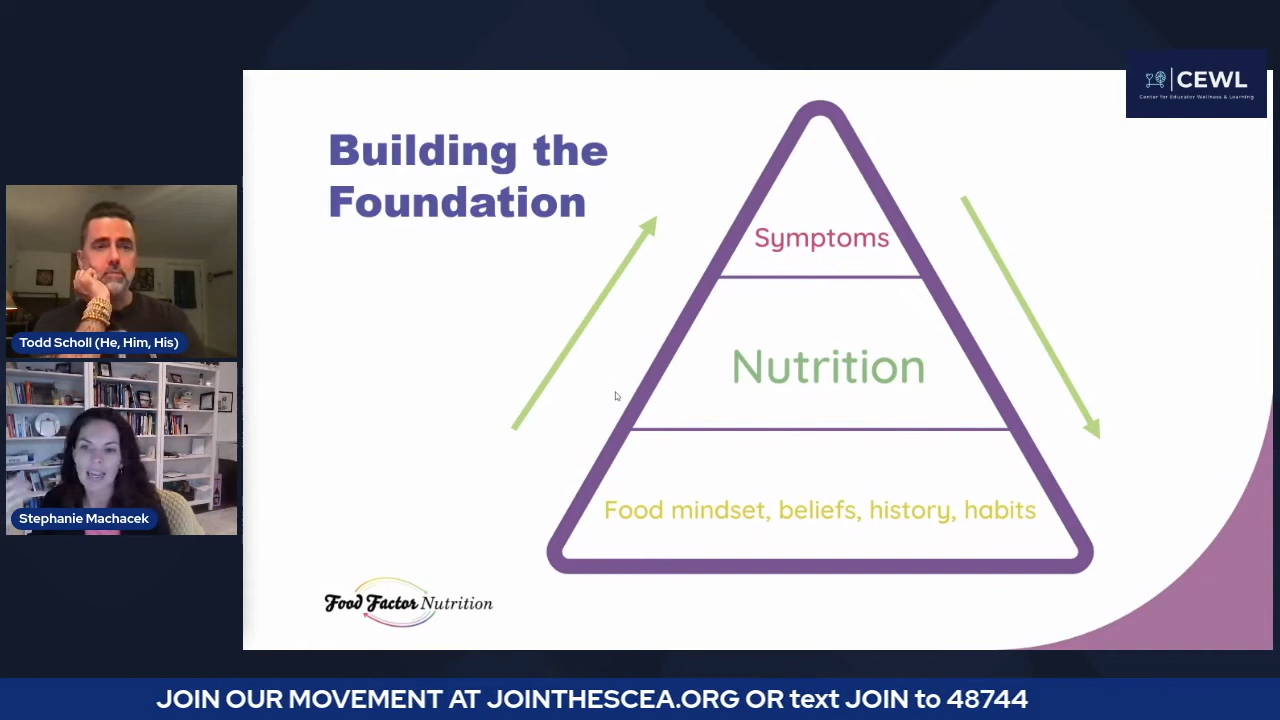 CEWL
Center for Educator Wellness & Learning
Building the
Foundation
Symptoms
Nutrition
Food mindset, beliefs, history, habits
Food Factor Nutrition
Todd Scholl (He, Him, His)
Stephanie Machacek
JOIN OUR MOVEMENT AT JOINTHESCEA.ORG OR text JOIN to 48744